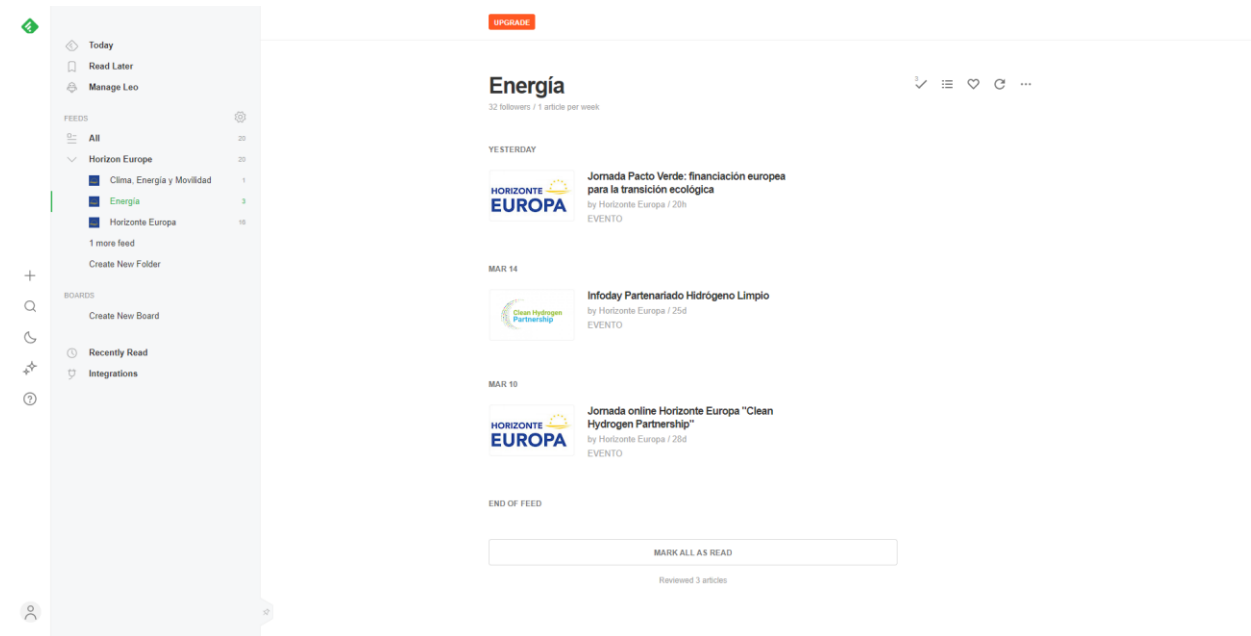 UPGRADE
Today
Read Later
Manage Leo
FEEDS
All 20
Horizon Europe 20
Clima, Energía y Movilidad 1
Energía 3
Horizonte Europa 16
1 more feed
Create New Folder
BOARDS
Create New Board
Recently Read
Integrations
Energía
32 followers / 1 article per week
3
YESTERDAY
HORIZONTE
EUROPA
Jornada Pacto Verde: financiación europea
para la transición ecológica
by Horizonte Europa / 20h
EVENTO
MAR 14
Clean Hydrogen
Partnership
Infoday Partenariado Hidrógeno Limpio
by Horizonte Europa / 25d
EVENTO
MAR 10
HORIZONTE
EUROPA
Jornada online Horizonte Europa "Clean
Hydrogen Partnership"
by Horizonte Europa / 28d
EVENTO
END OF FEED
MARK ALL AS READ
Reviewed 3 articles